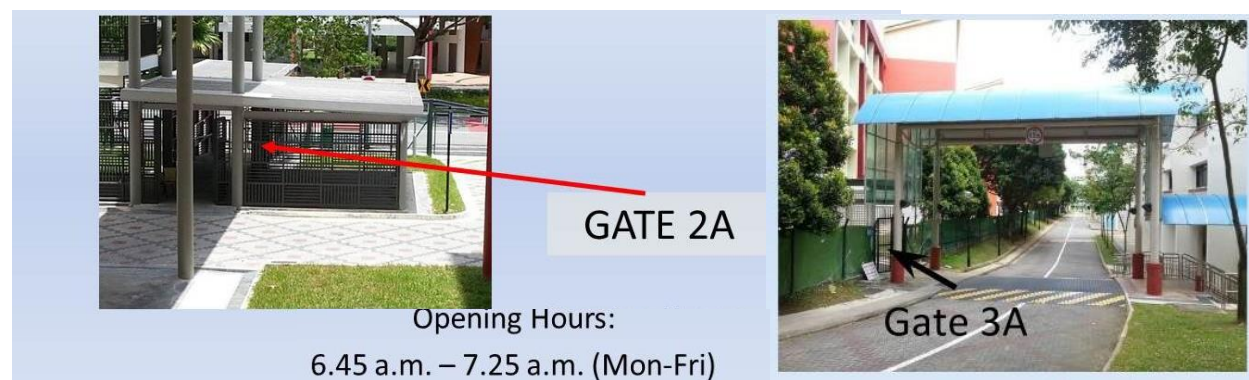 GATE 2A
Opening Hours:
6.45 a.m. – 7.25 a.m. (Mon-Fri)
Gate 3A